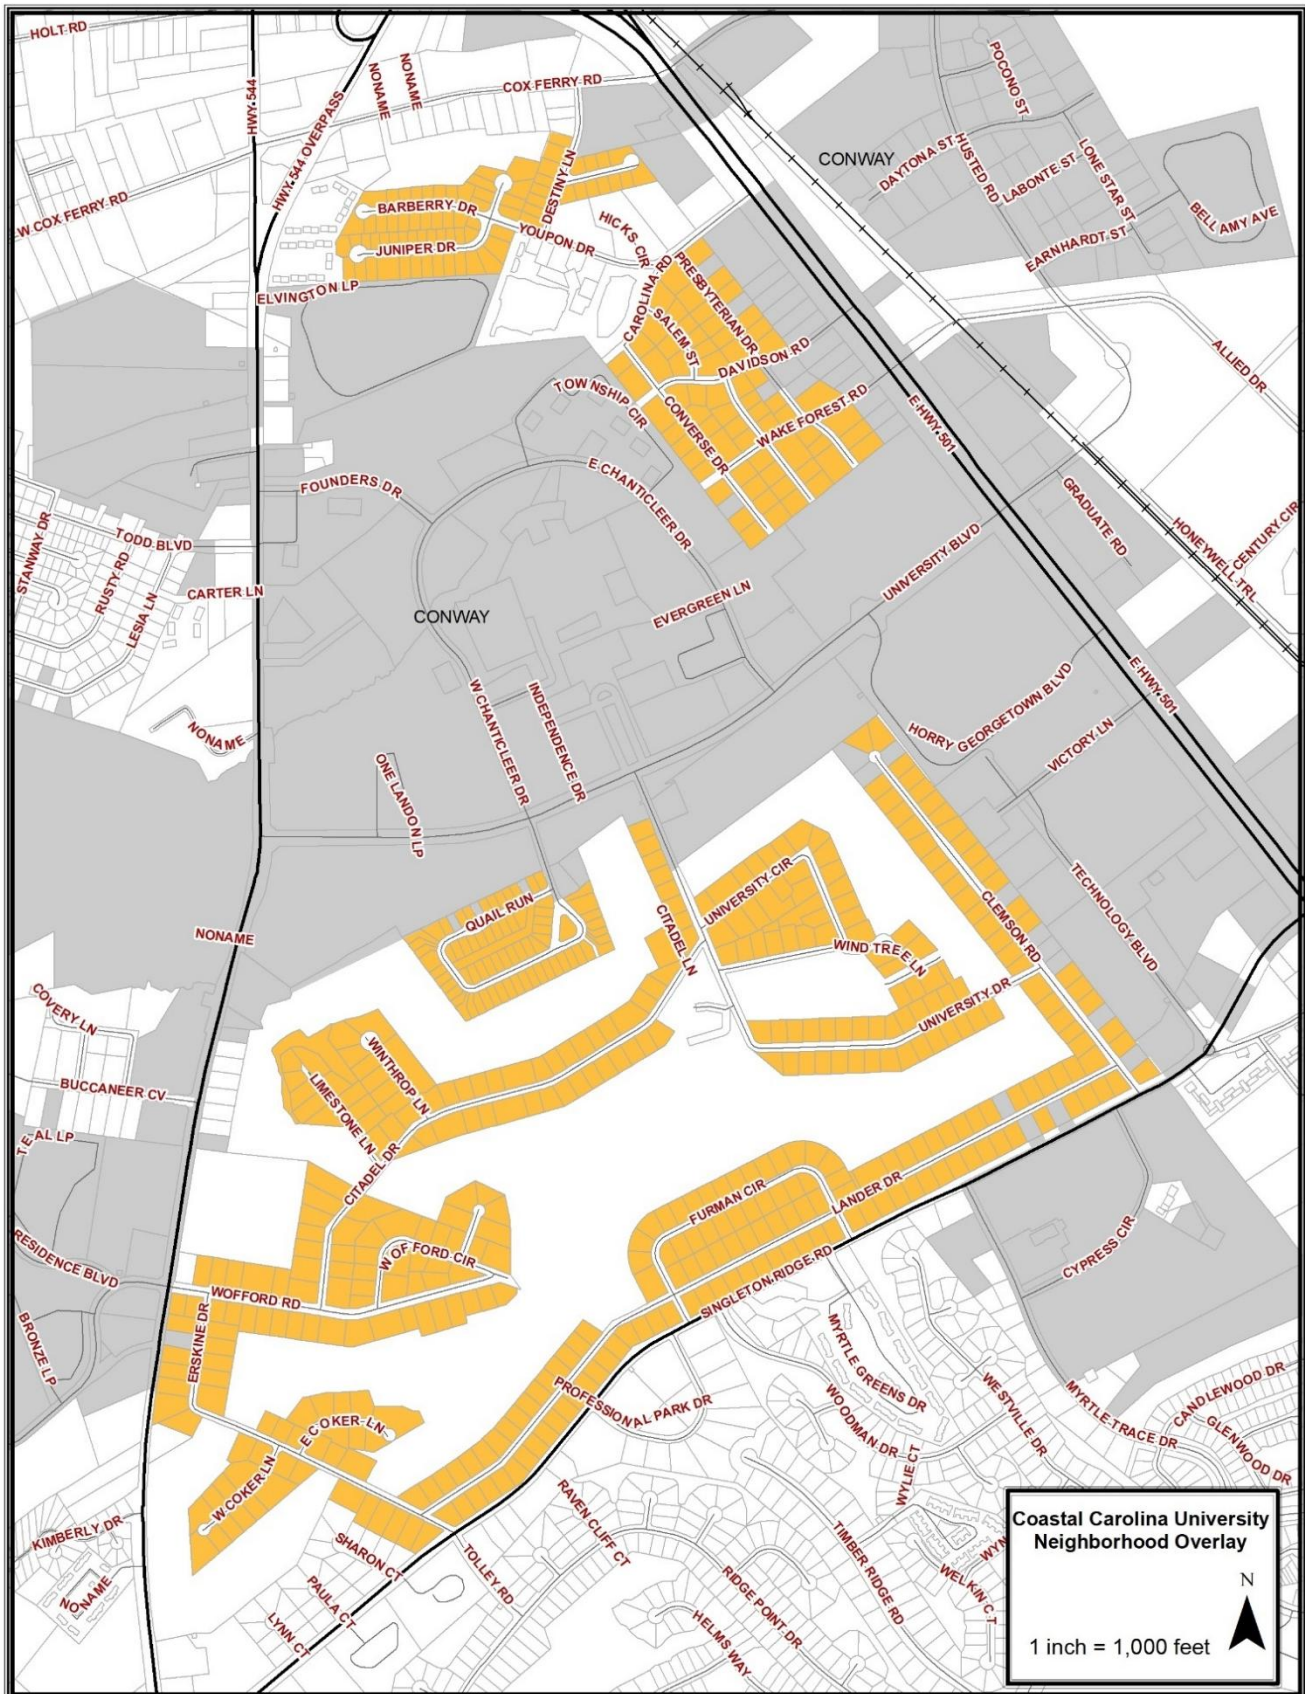 HOLT RD
HWY 544
HWY 544 OVERPASS
NONAME
NONAME
COX FERRY RD
POCONO ST
CONWAY
DAYTONA ST
HUSTED RD
LABONTE ST
LONE STAR ST
BELLAMY AVE
EARNHARDT ST
W COX FERRY RD
BARBERRY DR
DESTINY LN
JUNIPER DR
YOUPON DR
HICKS CIR
ELVINGTON LP
CAROLINA RD
PRESBYTERIAN DR
SALEM ST
DAVIDSON RD
ALLIED DR
TOWNSHIP CIR
CONVERSE DR
WAKE FOREST RD
E HWY 501
FOUNDERS DR
E CHANTICLEER DR
GRADUATE RD
HONEYWELL TRL
CENTURY CIR
STANWAY DR
TODD BLVD
RUSTY RD
LESIA LN
CARTER LN
CONWAY
EVERGREEN LN
UNIVERSITY BLVD
NONAME
W CHANTICLEER DR
INDEPENDENCE DR
ONE LANDON LP
HORRY GEORGETOWN BLVD
E HWY 501
VICTORY LN
QUAIL RUN
CITADEL LN
UNIVERSITY CIR
WIND TREE LN
CLEMSON RD
TECHNOLOGY BLVD
NONAME
UNIVERSITY DR
COVERY LN
BUCCANEER CV
WINTHROP LN
LIMESTONE LN
CITADEL DR
TEAL LP
FURMAN CIR
LANDER DR
RESIDENCE BLVD
WOFFORD RD
WOFFORD CIR
SINGLETON RIDGE RD
CYPRESS CIR
BRONZE LP
ERSKINE DR
PROFESSIONAL PARK DR
MYRTLE GREENS DR
WOODMAN DR
WESTVILLE DR
MYRTLE TRACE DR
CANDLEWOOD DR
GLENWOOD DR
E COKER LN
W COKER LN
WYLIE CT
KIMBERLY DR
NONAME
SHARON CT
PAULA CT
LYNN CT
TOLLEY RD
RAVEN CLIFF CT
RIDGE POINT DR
HELMS WAY
TIMBER RIDGE RD
WELKIN CT
WYN
Coastal Carolina University
Neighborhood Overlay
N
1 inch = 1,000 feet